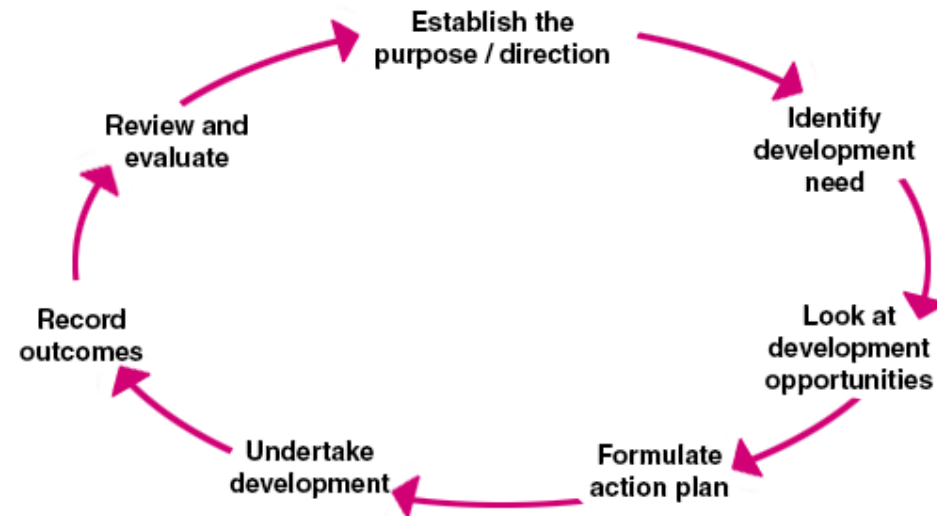 Establish the
purpose / direction
Identify
development
need
Look at
development
opportunities
Formulate
action plan
Undertake
development
Record
outcomes
Review and
evaluate